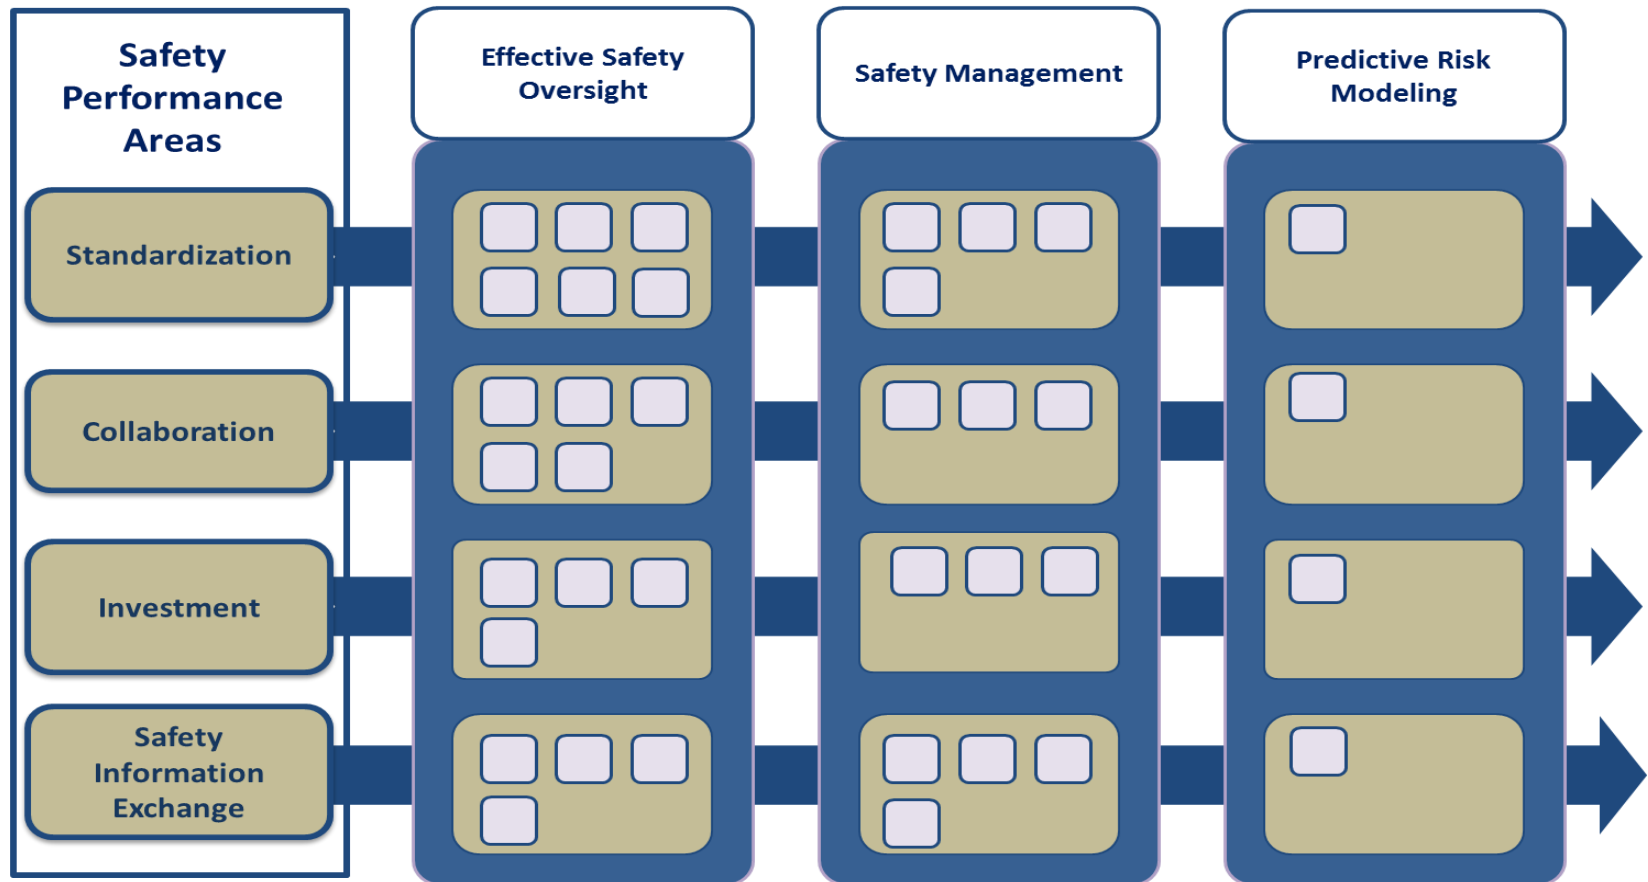 Safety
Performance
Areas
Effective Safety
Oversight
Safety Management
Predictive Risk
Modeling
Standardization
Collaboration
Investment
Safety
Information
Exchange